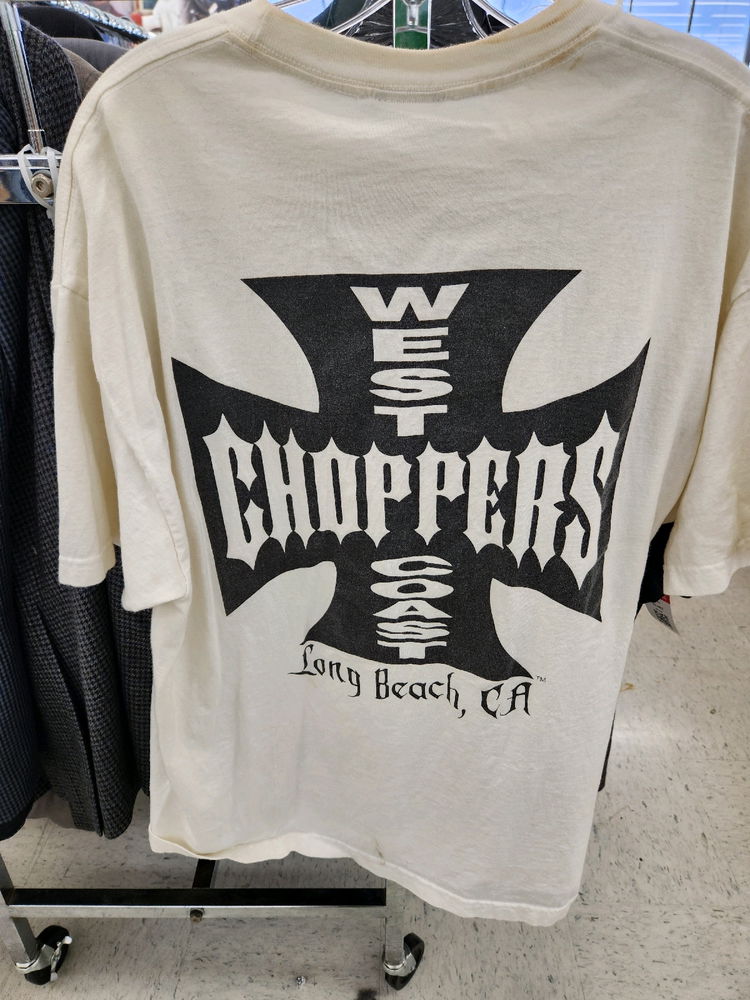 WEST
CHOPPERS
COAST
Long Beach, CA™